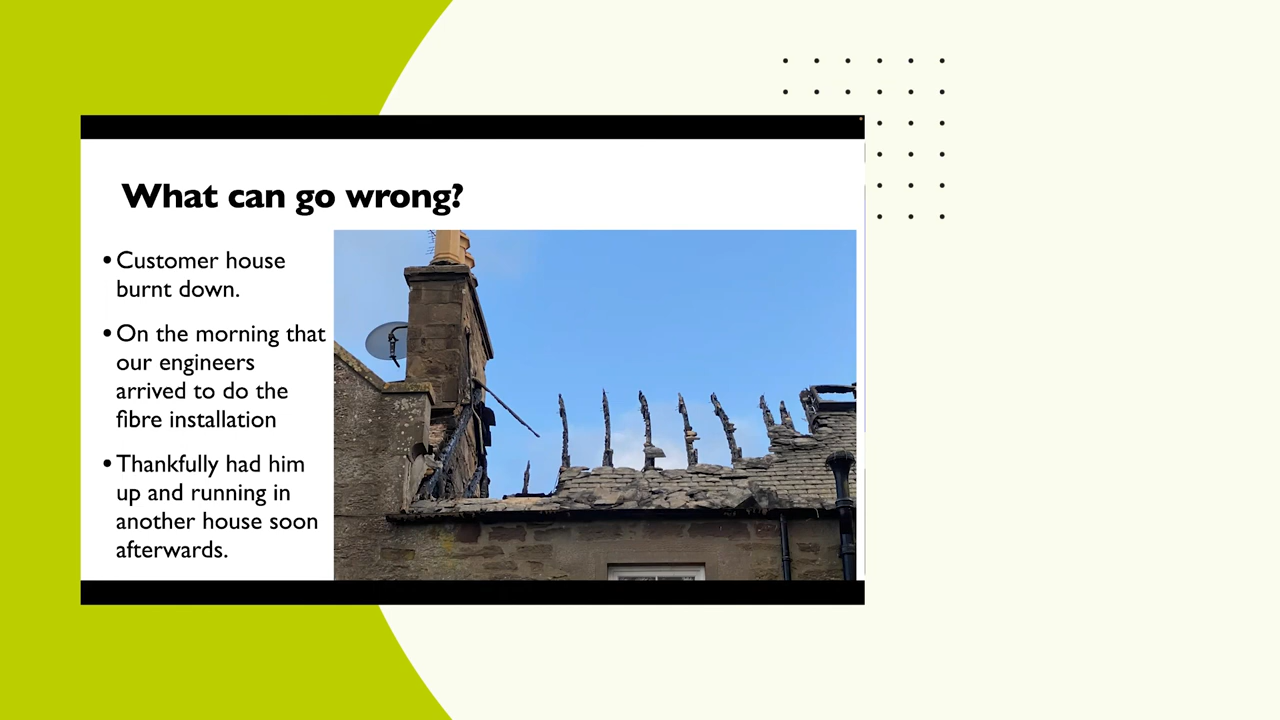 What can go wrong?
• Customer house
burnt down.
• On the morning that
our engineers
arrived to do the
fibre installation
• Thankfully had him
up and running in
another house soon
afterwards.